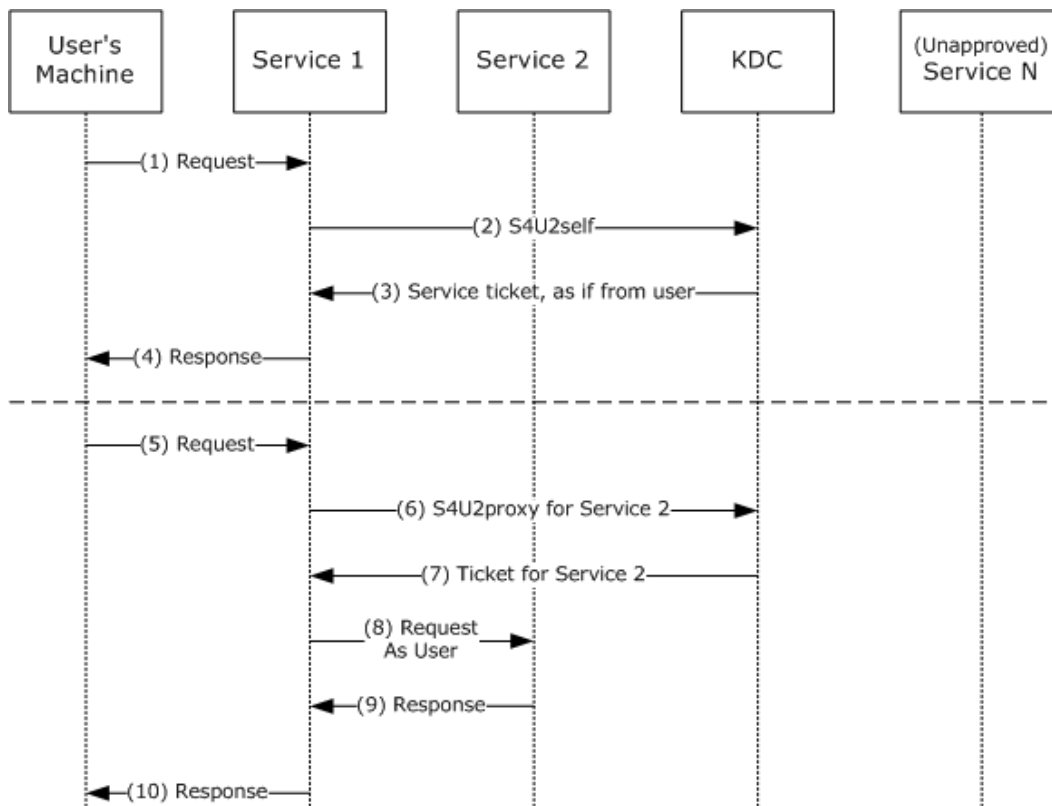 User's
Machine
Service 1
Service 2
KDC
(Unapproved)
Service N
(1) Request
(2) S4U2self
(3) Service ticket, as if from user
(4) Response
(5) Request
(6) S4U2proxy for Service 2
(7) Ticket for Service 2
(8) Request
As User
(9) Response
(10) Response